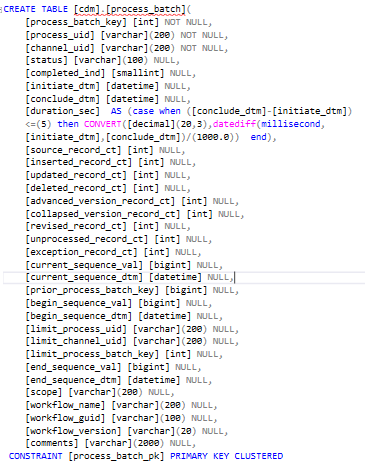 CREATE TABLE [cdm].[process_batch](
[process_batch_key] [int] NOT NULL,
[process_uid] [varchar](200) NOT NULL,
[channel_uid] [varchar](200) NOT NULL,
[status] [varchar](100) NULL,
[completed_ind] [smallint] NULL,
[initiate_dtm] [datetime] NULL,
[conclude_dtm] [datetime] NULL,
[duration_sec]  AS (case when ([conclude_dtm]-[initiate_dtm])
<=(5) then CONVERT([decimal](20,3),datediff(millisecond,
[initiate_dtm],[conclude_dtm])/(1000.0))  end),
[source_record_ct] [int] NULL,
[inserted_record_ct] [int] NULL,
[updated_record_ct] [int] NULL,
[deleted_record_ct] [int] NULL,
[advanced_version_record_ct] [int] NULL,
[collapsed_version_record_ct] [int] NULL,
[revised_record_ct] [int] NULL,
[unprocessed_record_ct] [int] NULL,
[exception_record_ct] [int] NULL,
[current_sequence_val] [bigint] NULL,
[current_sequence_dtm] [datetime] NULL,
[prior_process_batch_key] [bigint] NULL,
[begin_sequence_val] [bigint] NULL,
[begin_sequence_dtm] [datetime] NULL,
[limit_process_uid] [varchar](200) NULL,
[limit_channel_uid] [varchar](200) NULL,
[limit_process_batch_key] [int] NULL,
[end_sequence_val] [bigint] NULL,
[end_sequence_dtm] [datetime] NULL,
[scope] [varchar](200) NULL,
[workflow_name] [varchar](200) NULL,
[workflow_guid] [varchar](100) NULL,
[workflow_version] [varchar](20) NULL,
[comments] [varchar](2000) NULL,
CONSTRAINT [process_batch_pk] PRIMARY KEY CLUSTERED